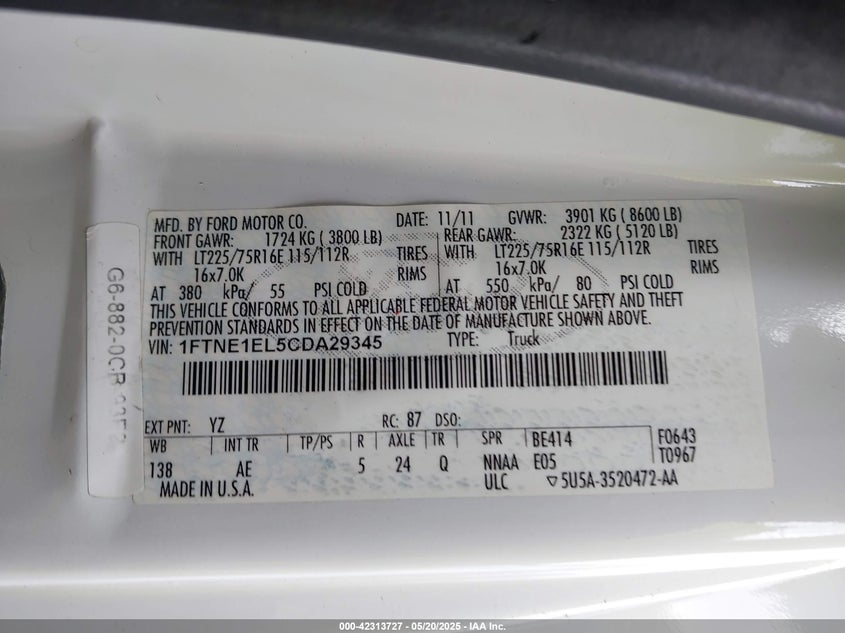 MFD. BY FORD MOTOR CO. DATE: 11/11 GVWR: 3901 KG ( 8600 LB)
FRONT GAWR: 1724 KG ( 3800 LB) REAR GAWR: 2322 KG ( 5120 LB)
WITH LT225/75R16E 115/112R TIRES WITH LT225/75R16E 115/112R TIRES
16x7.0K RIMS 16x7.0K RIMS
AT 380 kPa/ 55 PSI COLD AT 550 kPa/ 80 PSI COLD
THIS VEHICLE CONFORMS TO ALL APPLICABLE FEDERAL MOTOR VEHICLE SAFETY AND THEFT
PREVENTION STANDARDS IN EFFECT ON THE DATE OF MANUFACTURE SHOWN ABOVE.
VIN: 1FTNE1EL5CDA29345 TYPE: Truck
EXT PNT: YZ RC: 87 DSO:
WB INT TR TP/PS R AXLE TR SPR BE414 F0643
138 AE 5 24 Q NNAA E05 T0967
MADE IN U.S.A. ULC ▽5U5A-3520472-AA
G6-882-0CR
000-42313727 - 05/20/2025 - IAA Inc.